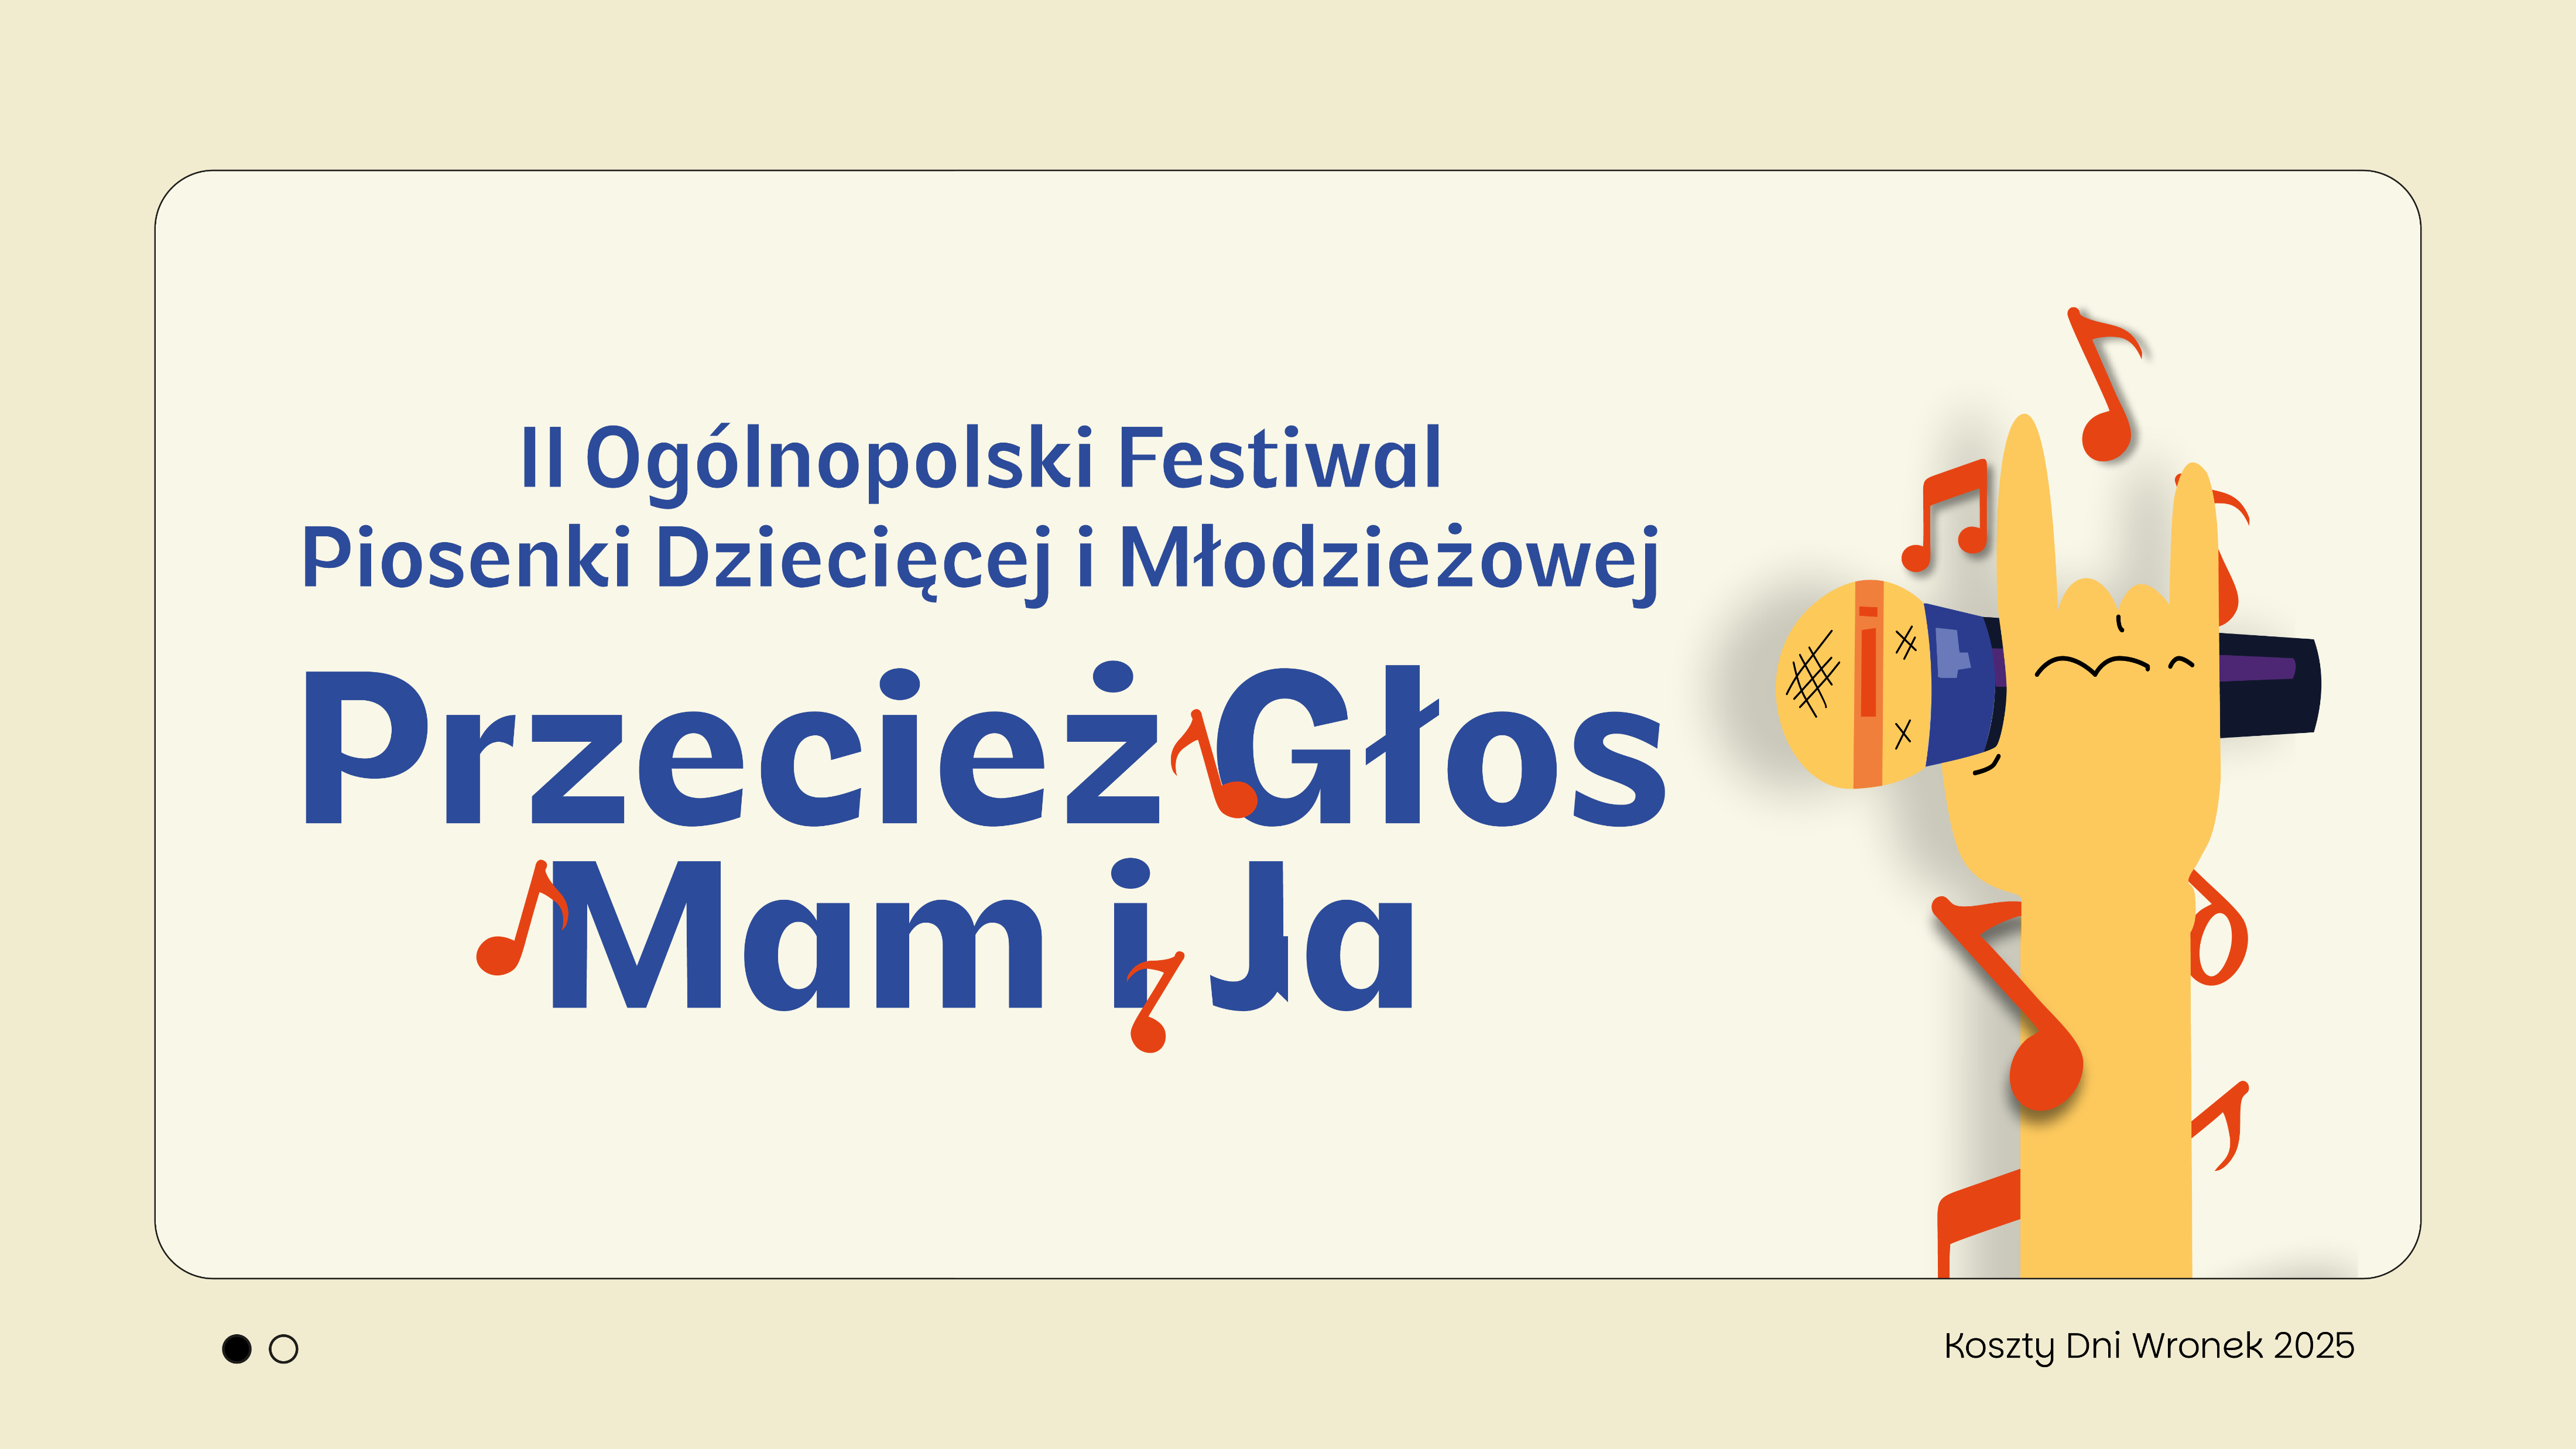 II Ogólnopolski Festiwal
Piosenki Dziecięcej i Młodzieżowej
Przecież Głos
Mam i Ja
Koszty Dni Wronek 2025